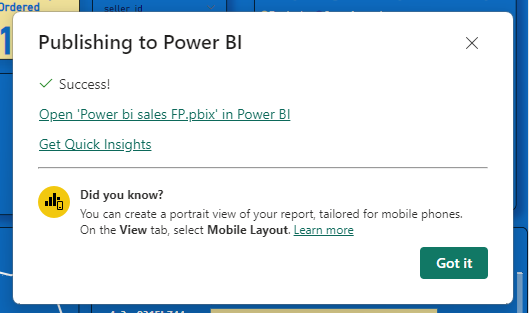 Ordered
seller_id
Publishing to Power BI
Success!
Open 'Power bi sales FP.pbix' in Power BI
Get Quick Insights
Did you know?
You can create a portrait view of your report, tailored for mobile phones.
On the View tab, select Mobile Layout. Learn more
Got it